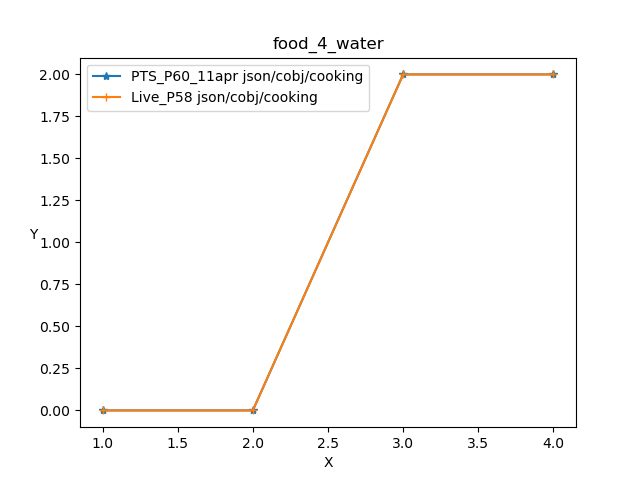 food_4_water
PTS_P60_11apr json/cobj/cooking
Live_P58 json/cobj/cooking
2.00
1.75
1.50
1.25
Y
1.00
0.75
0.50
0.25
0.00
1.0 1.5 2.0 2.5 3.0 3.5 4.0
X